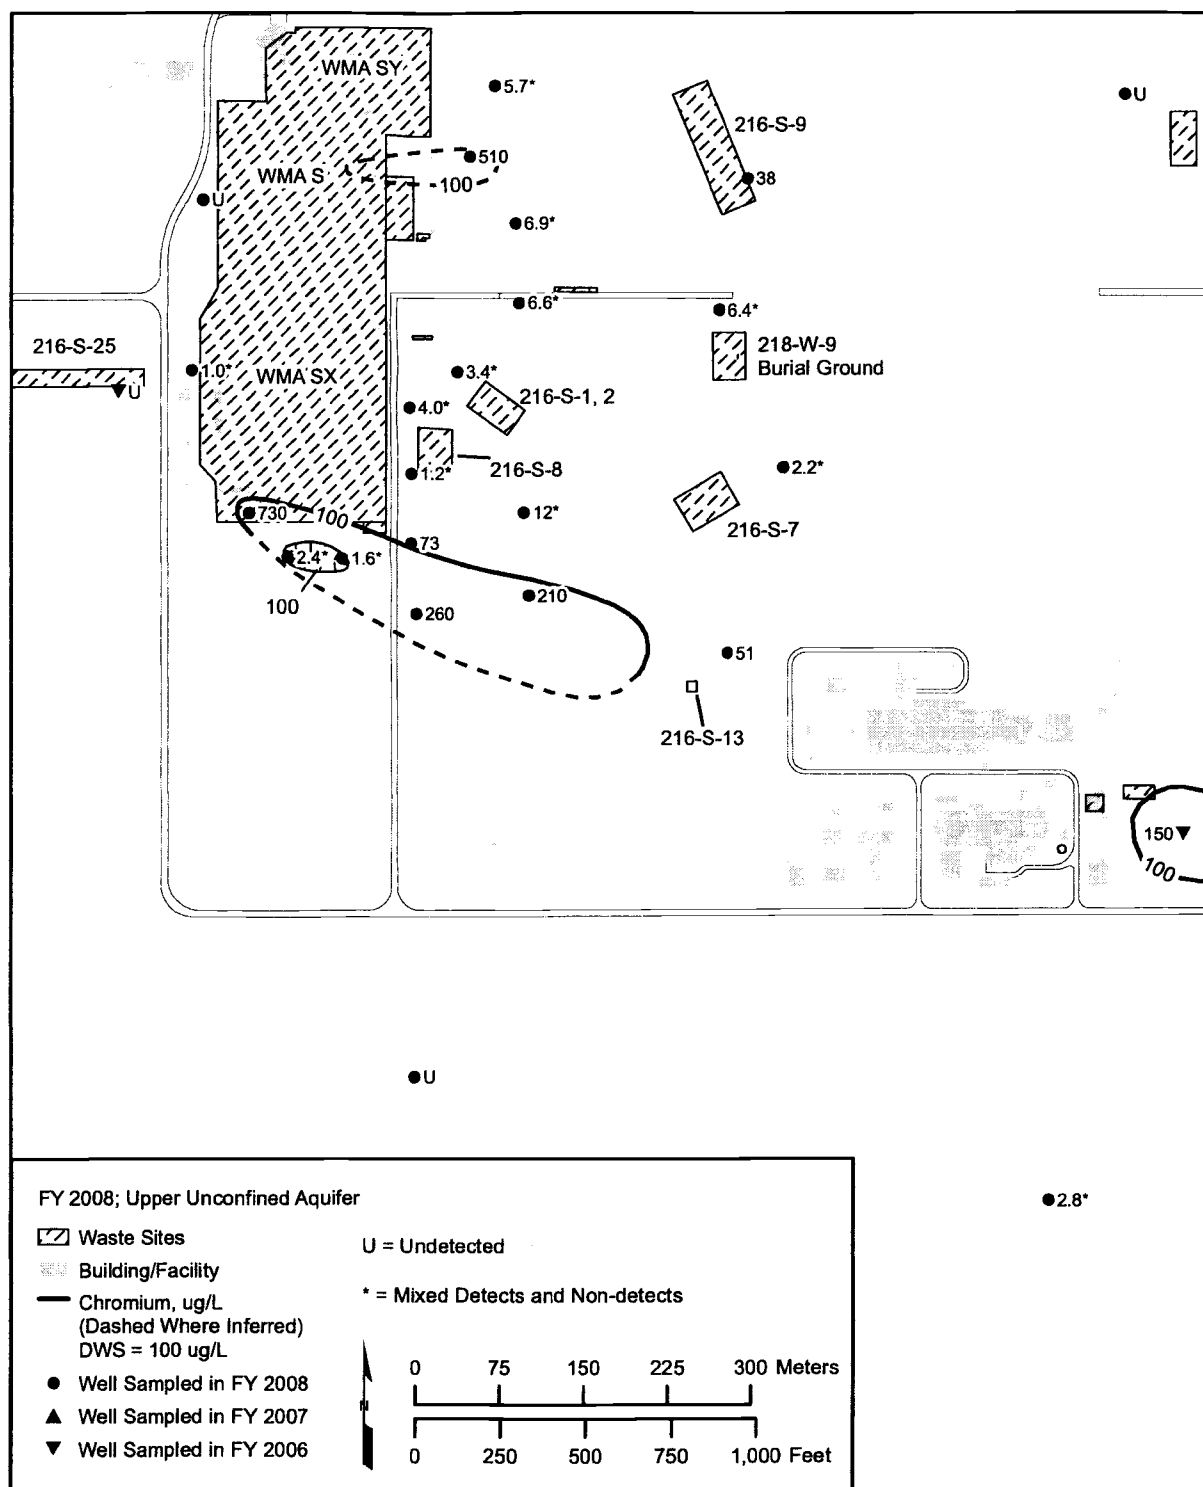 WMA SY
5.7*
U
216-S-9
510
WMA S
100
38
U
6.9*
6.6*
6.4*
216-S-25
218-W-9
Burial Ground
1.0*
WMA SX
3.4*
U
216-S-1, 2
4.0*
216-S-8
1.2*
2.2*
730
100
12*
216-S-7
73
2.4*
1.6*
100
210
260
51
216-S-13
150
100
U
2.8*
FY 2008; Upper Unconfined Aquifer
Waste Sites
Building/Facility
Chromium, ug/L
(Dashed Where Inferred)
DWS = 100 ug/L
Well Sampled in FY 2008
Well Sampled in FY 2007
Well Sampled in FY 2006
U = Undetected
* = Mixed Detects and Non-detects
N
0 75 150 225 300 Meters
0 250 500 750 1,000 Feet